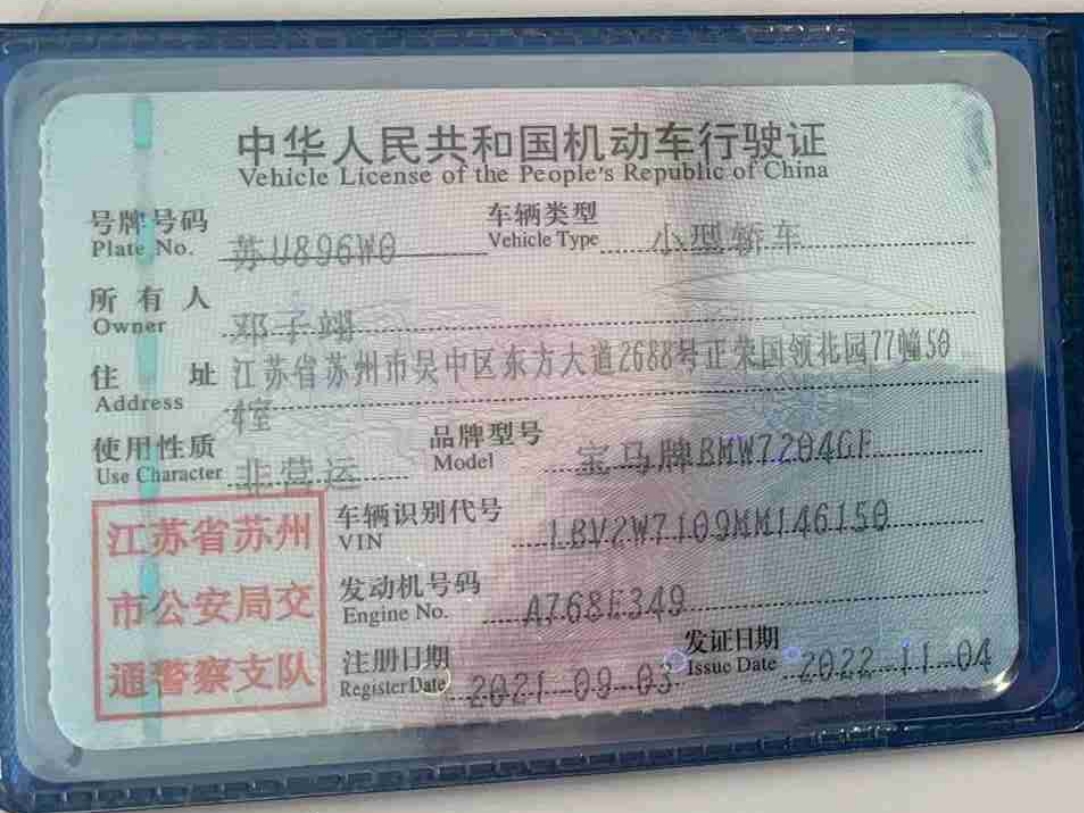 中华人民共和国机动车行驶证
Vehicle License of the People's Republic of China
号牌号码 苏U896W0 车辆类型 小型轿车
Plate No. Vehicle Type
所有人 邓子翊
Owner
住址 江苏省苏州市吴中区东方大道2688号正荣国领花园77幢50
Address 4室
使用性质 非营运 品牌型号 宝马牌BMW7204GF
Use Character Model
江苏省苏州
市公安局交
通警察支队
车辆识别代号 LBV2W7109MM146150
VIN
发动机号码 A768E349
Engine No.
注册日期 2021-09-03 发证日期 2022-11-04
Register Date Issue Date